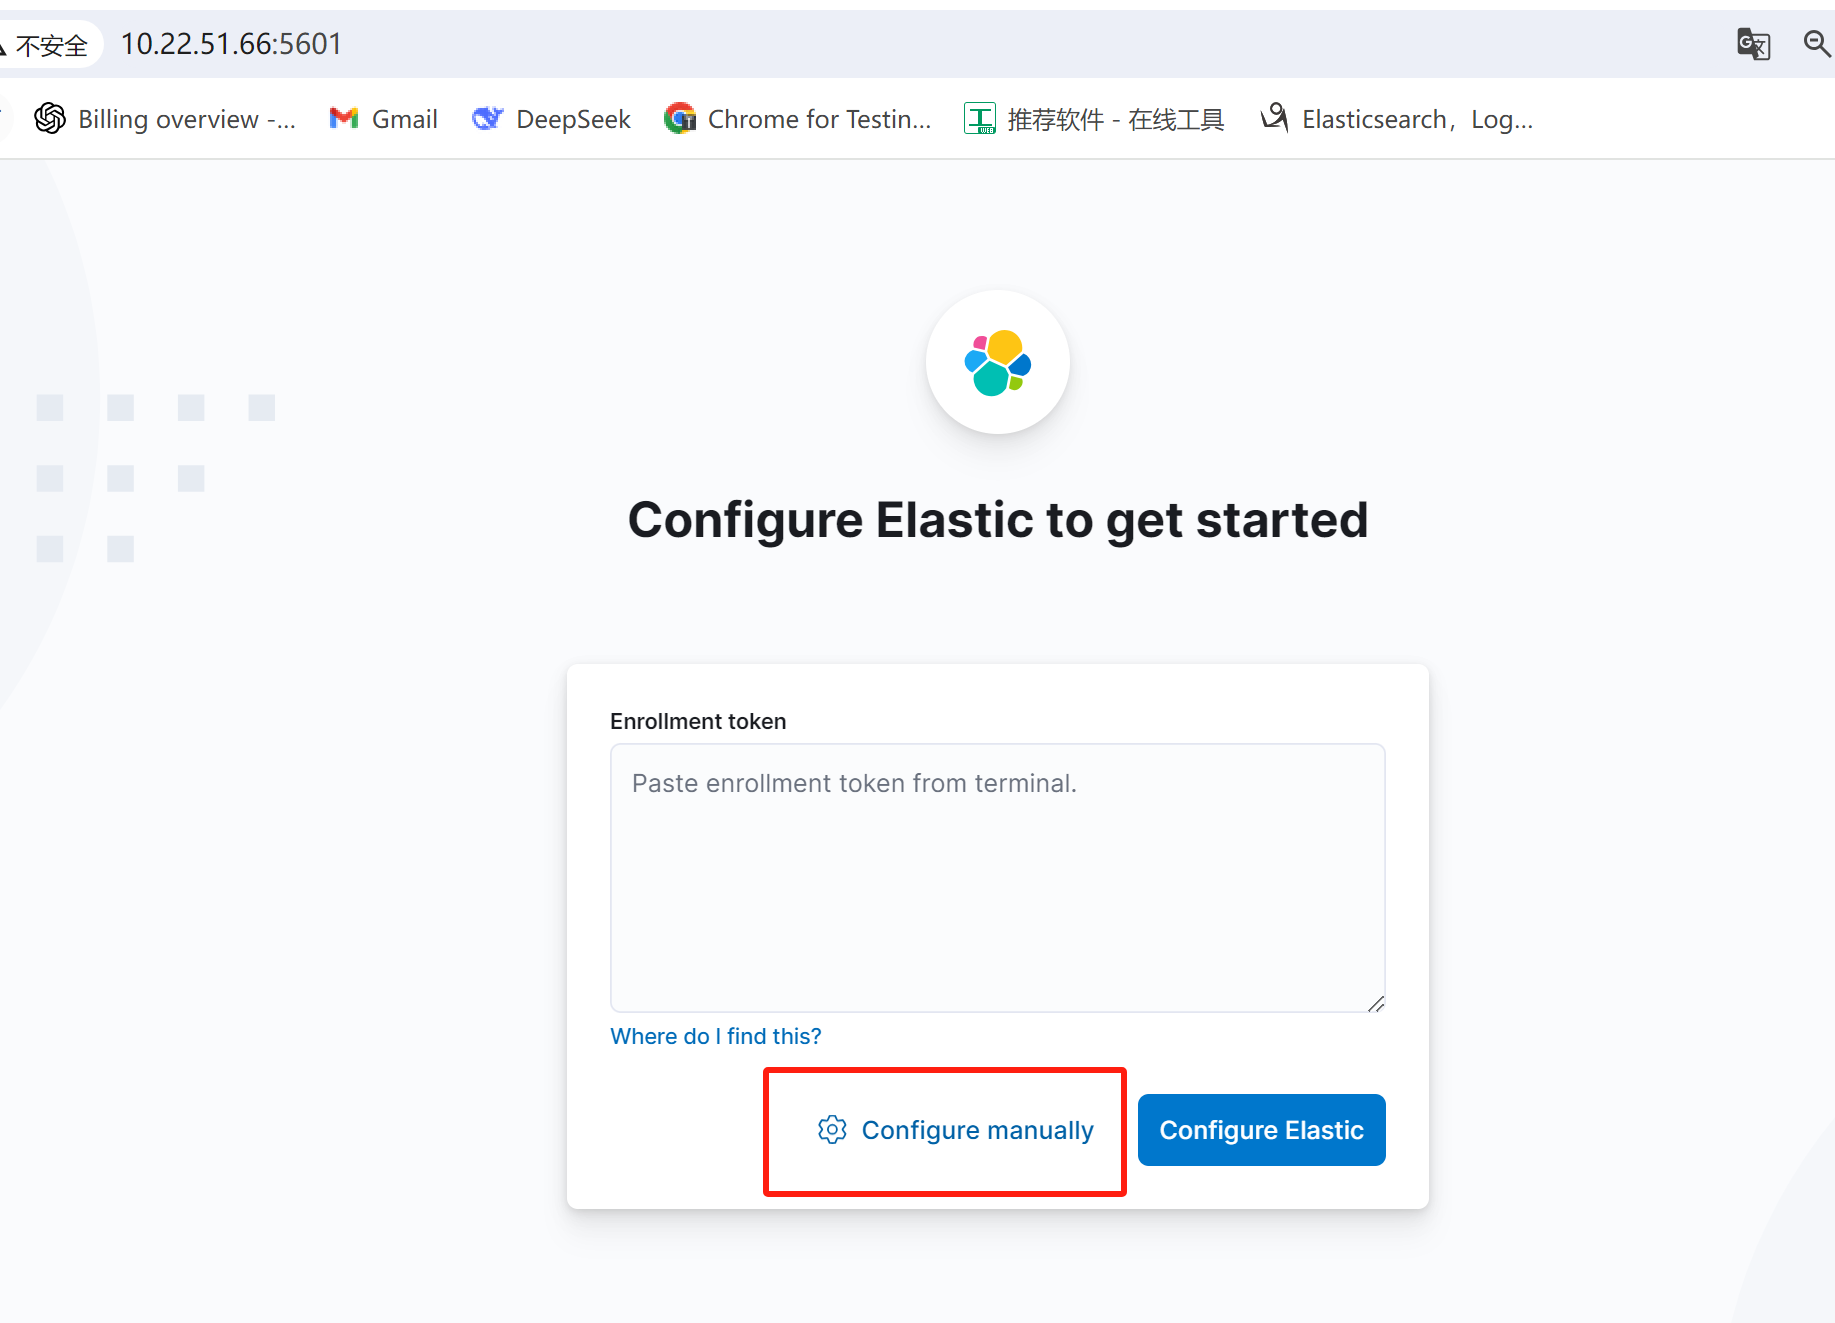 不安全 10.22.51.66:5601
Billing overview -... Gmail DeepSeek Chrome for Testin... 推荐软件 - 在线工具 Elasticsearch，Log...
Configure Elastic to get started
Enrollment token
Paste enrollment token from terminal.
Where do I find this?
Configure manually Configure Elastic